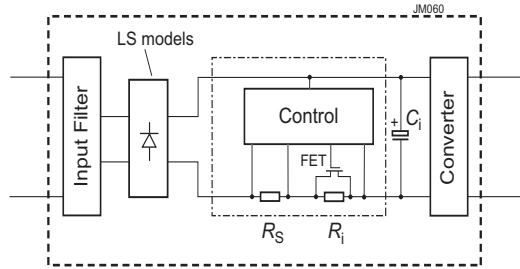 JM060
LS models
Input Filter
Control
FET
+
Ci
Converter
RS
Ri